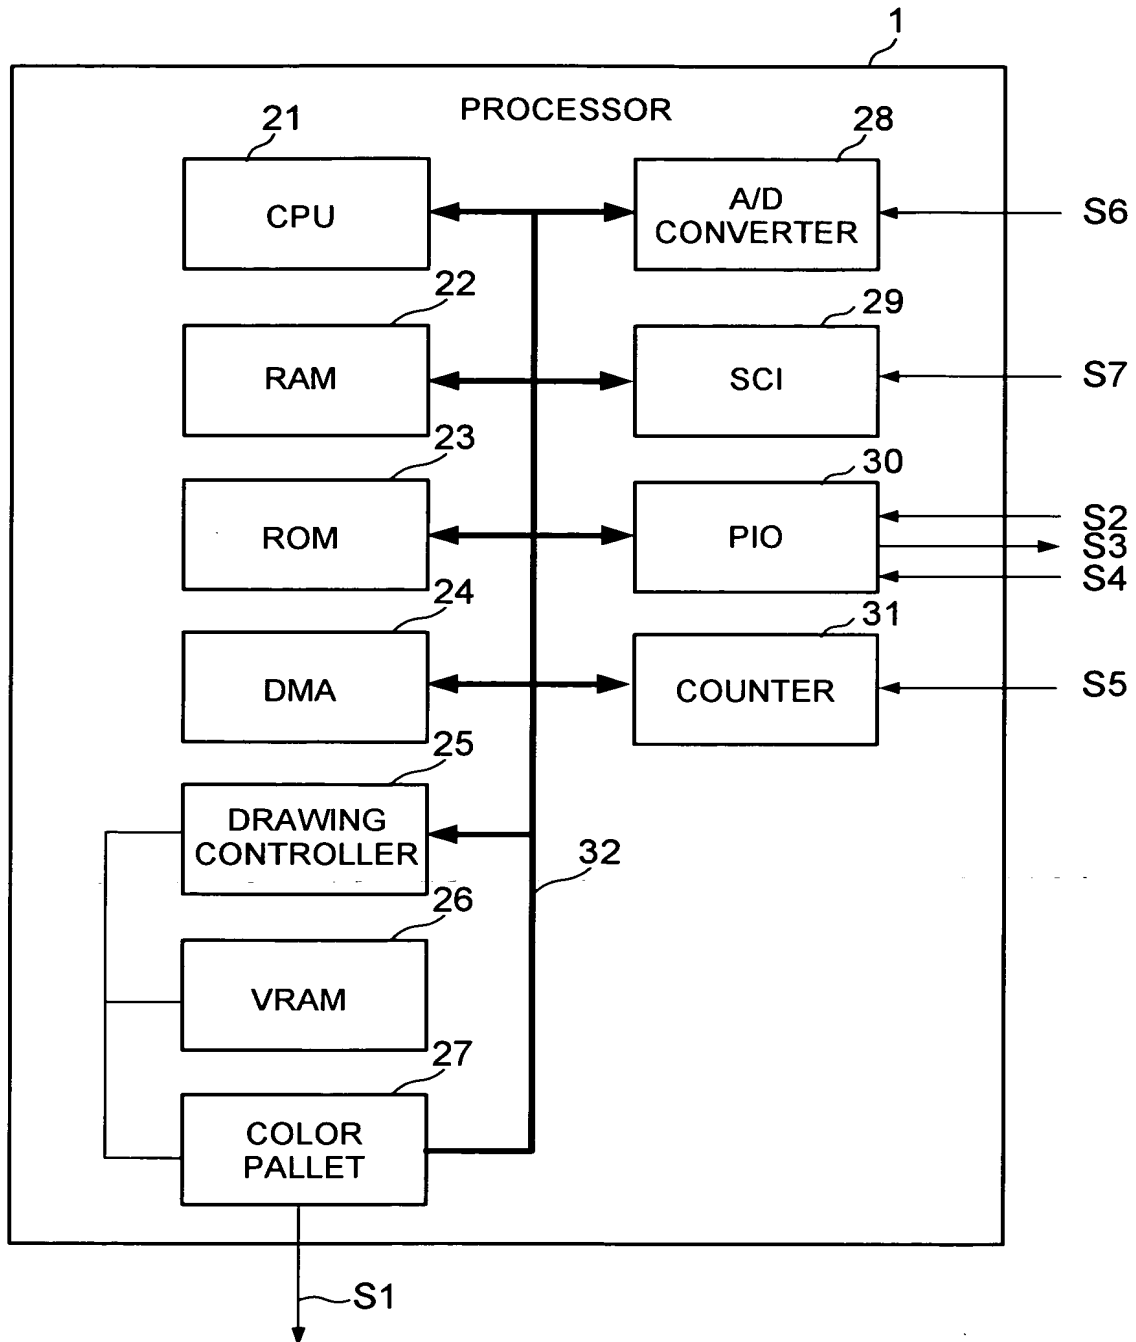 1
PROCESSOR
21
CPU
28
A/D
CONVERTER
S6
22
RAM
29
SCI
S7
23
ROM
30
PIO
S2
S3
S4
24
DMA
31
COUNTER
S5
25
DRAWING
CONTROLLER
32
26
VRAM
27
COLOR
PALLET
S1